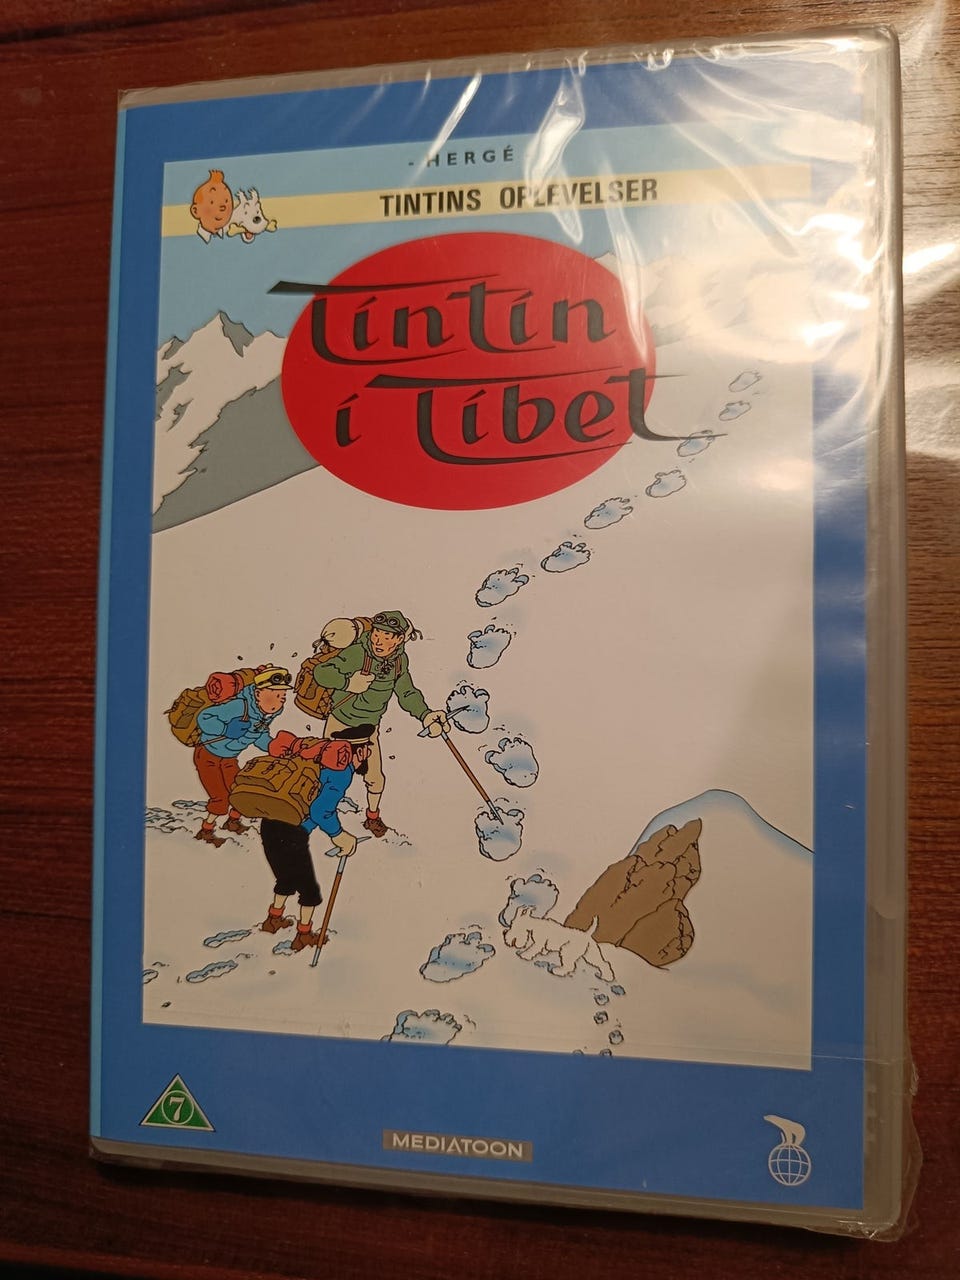 - HERGÉ -
TINTINS OPLEVELSER
Tintin
i Tibet
7
MEDIATOON